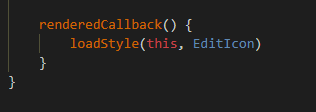 renderedCallback() {
loadStyle(this, EditIcon)
}
}